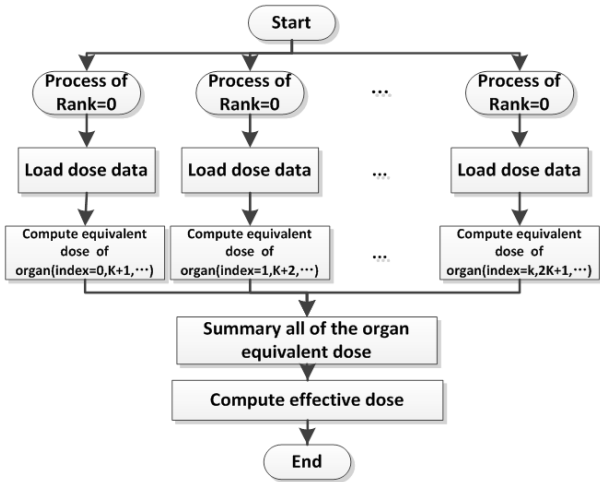 Start
Process of
Rank=0
Process of
Rank=0
...
Process of
Rank=0
Load dose data
Load dose data
...
Load dose data
Compute equivalent
dose of
organ(index=0,K+1,⋯)
Compute equivalent
dose of
organ(index=1,K+2,⋯)
...
Compute equivalent
dose of
organ(index=k,2K+1,⋯)
Summary all of the organ
equivalent dose
Compute effective dose
End